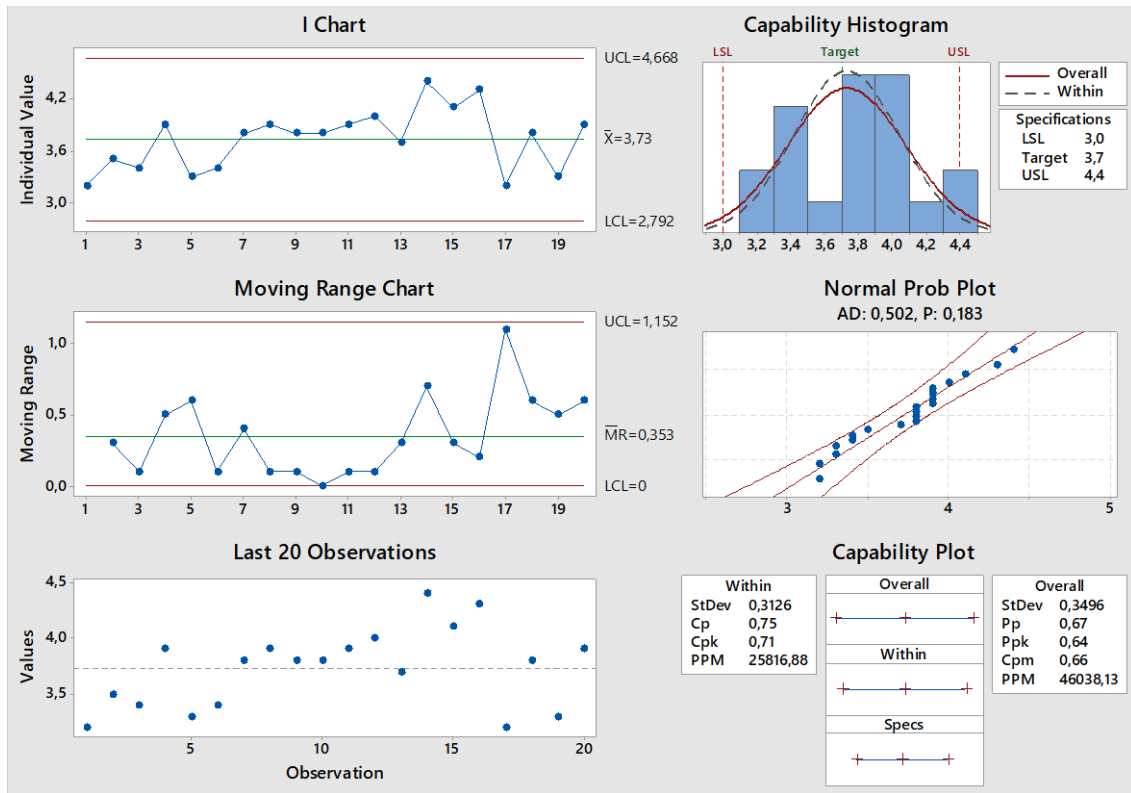 I Chart
Individual Value
4,2
3,6
3,0
UCL=4,668
X̄=3,73
LCL=2,792
1 3 5 7 9 11 13 15 17 19
Capability Histogram
LSL Target USL
3,0 3,2 3,4 3,6 3,8 4,0 4,2 4,4
Overall
Within
Specifications
LSL 3,0
Target 3,7
USL 4,4
Moving Range Chart
Moving Range
1,0
0,5
0,0
UCL=1,152
M̅R̅=0,353
LCL=0
1 3 5 7 9 11 13 15 17 19
Normal Prob Plot
AD: 0,502, P: 0,183
3 4 5
Last 20 Observations
Values
4,5
4,0
3,5
5 10 15 20
Observation
Capability Plot
Within
StDev 0,3126
Cp 0,75
Cpk 0,71
PPM 25816,88
Overall
Within
Specs
Overall
StDev 0,3496
Pp 0,67
Ppk 0,64
Cpm 0,66
PPM 46038,13